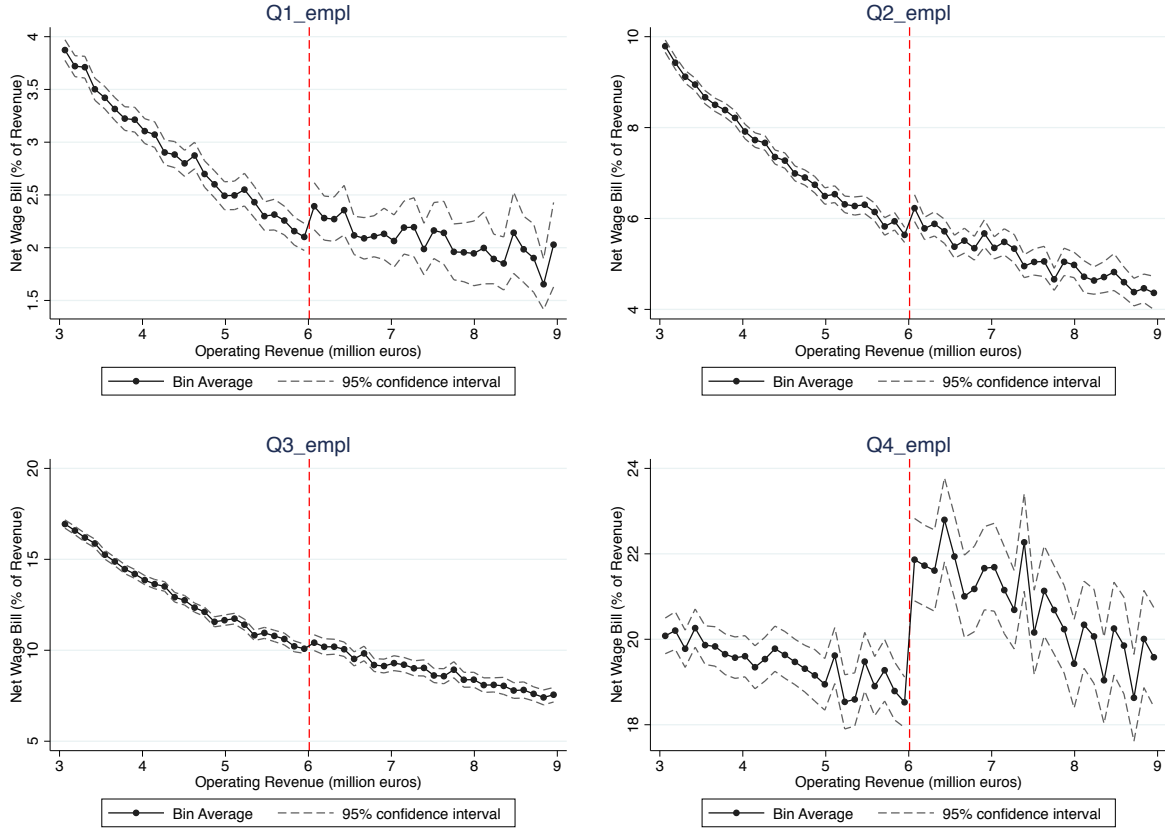 Q1_empl
Net Wage Bill (% of Revenue)
4
3.5
3
2.5
2
1.5
3 4 5 6 7 8 9
Operating Revenue (million euros)
Bin Average 95% confidence interval
Q2_empl
Net Wage Bill (% of Revenue)
10
8
6
4
3 4 5 6 7 8 9
Operating Revenue (million euros)
Bin Average 95% confidence interval
Q3_empl
Net Wage Bill (% of Revenue)
20
15
10
5
3 4 5 6 7 8 9
Operating Revenue (million euros)
Bin Average 95% confidence interval
Q4_empl
Net Wage Bill (% of Revenue)
24
22
20
18
3 4 5 6 7 8 9
Operating Revenue (million euros)
Bin Average 95% confidence interval